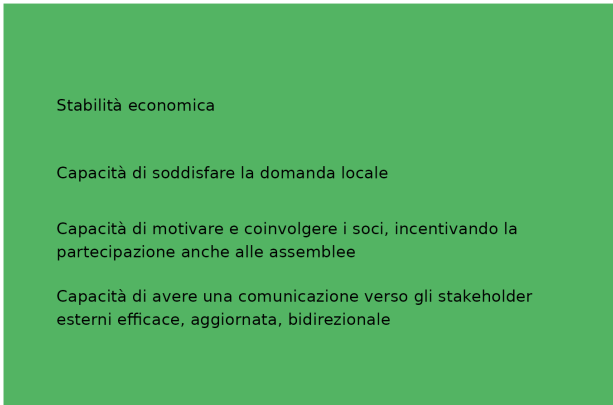 Stabilità economica
Capacità di soddisfare la domanda locale
Capacità di motivare e coinvolgere i soci, incentivando la
partecipazione anche alle assemblee
Capacità di avere una comunicazione verso gli stakeholder
esterni efficace, aggiornata, bidirezionale